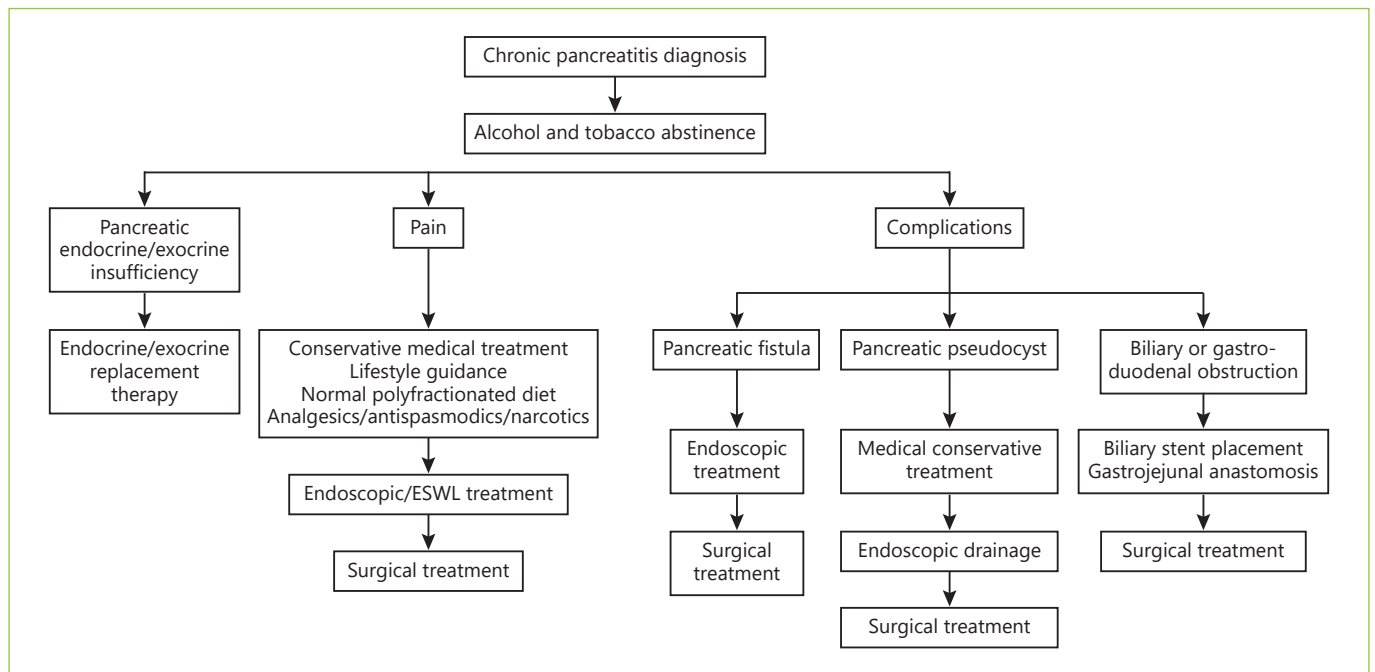 Chronic pancreatitis diagnosis
Alcohol and tobacco abstinence
Pancreatic
endocrine/exocrine
insufficiency
Pain
Complications
Endocrine/exocrine
replacement
therapy
Conservative medical treatment
Lifestyle guidance
Normal polyfractionated diet
Analgesics/antispasmodics/narcotics
Pancreatic fistula
Pancreatic pseudocyst
Biliary or gastro-
duodenal obstruction
Endoscopic/ESWL treatment
Endoscopic
treatment
Medical conservative
treatment
Biliary stent placement
Gastrojejunal anastomosis
Surgical treatment
Surgical
treatment
Endoscopic drainage
Surgical treatment
Surgical treatment